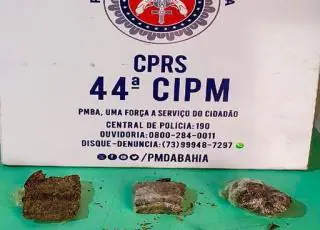 CPRS
44ª CIPM
PMBA, UMA FORÇA A SERVIÇO DO CIDADÃO
CENTRAL DE POLÍCIA:190
OUVIDORIA:0800-284-0011
DISQUE-DENUNCIA:(73)99948-7297
/PMDABAHIA